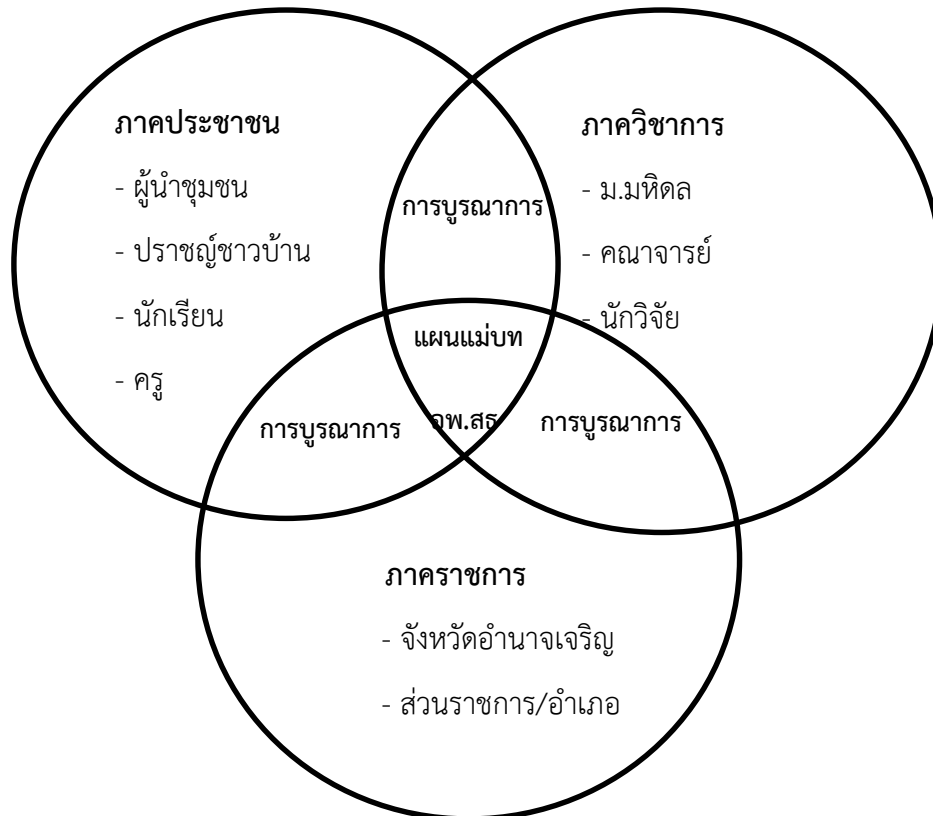 ภาคประชาชน
- ผู้นำชุมชน
- ปราชญ์ชาวบ้าน
- นักเรียน
- ครู
ภาควิชาการ
- ม.มหิดล
- คณาจารย์
- นักวิจัย
การบูรณาการ
แผนแม่บท
อพ.สธ.
การบูรณาการ
การบูรณาการ
ภาคราชการ
- จังหวัดอำนาจเจริญ
- ส่วนราชการ/อำเภอ